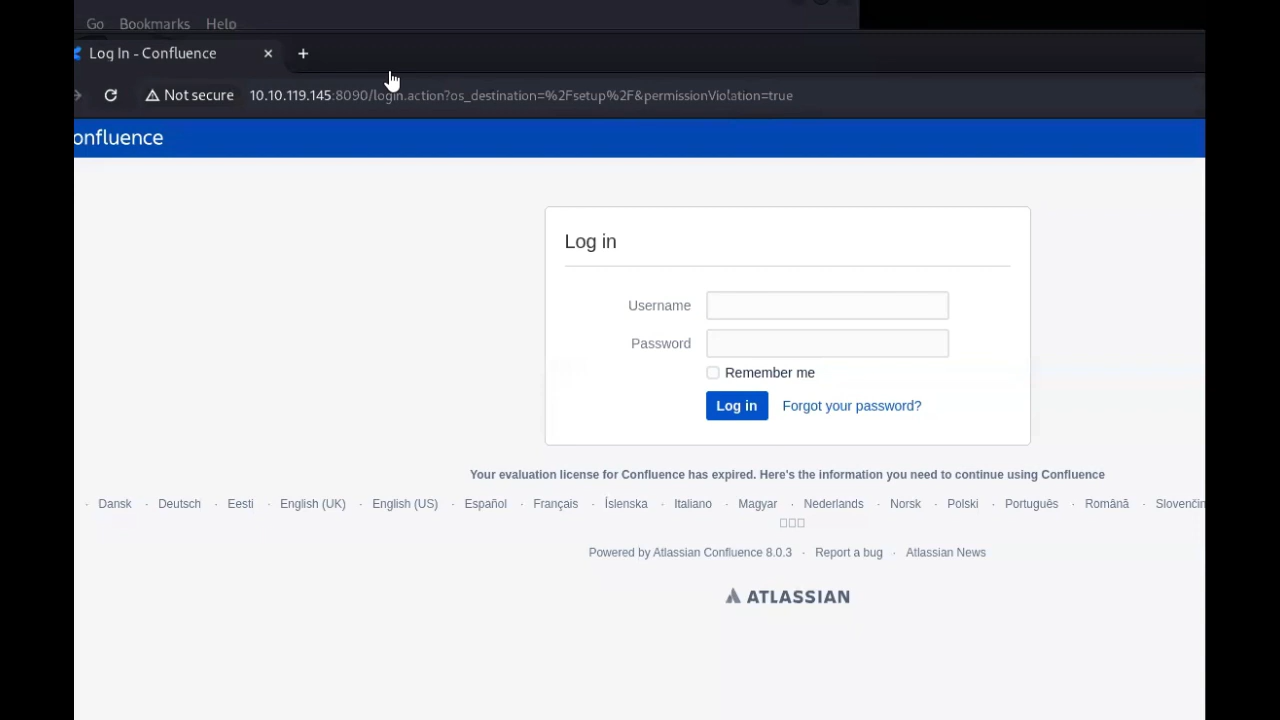 Go Bookmarks Help
Log In - Confluence × +
Not secure 10.10.119.145:8090/login.action?os_destination=%2Fsetup%2F&permissionViolation=true
onfluence
Log in
Username
Password
Remember me
Log in Forgot your password?
Your evaluation license for Confluence has expired. Here's the information you need to continue using Confluence
· Dansk · Deutsch · Eesti · English (UK) · English (US) · Español · Français · Íslenska · Italiano · Magyar · Nederlands · Norsk · Polski · Português · Română · Slovenčin
Powered by Atlassian Confluence 8.0.3 · Report a bug · Atlassian News
ATLASSIAN